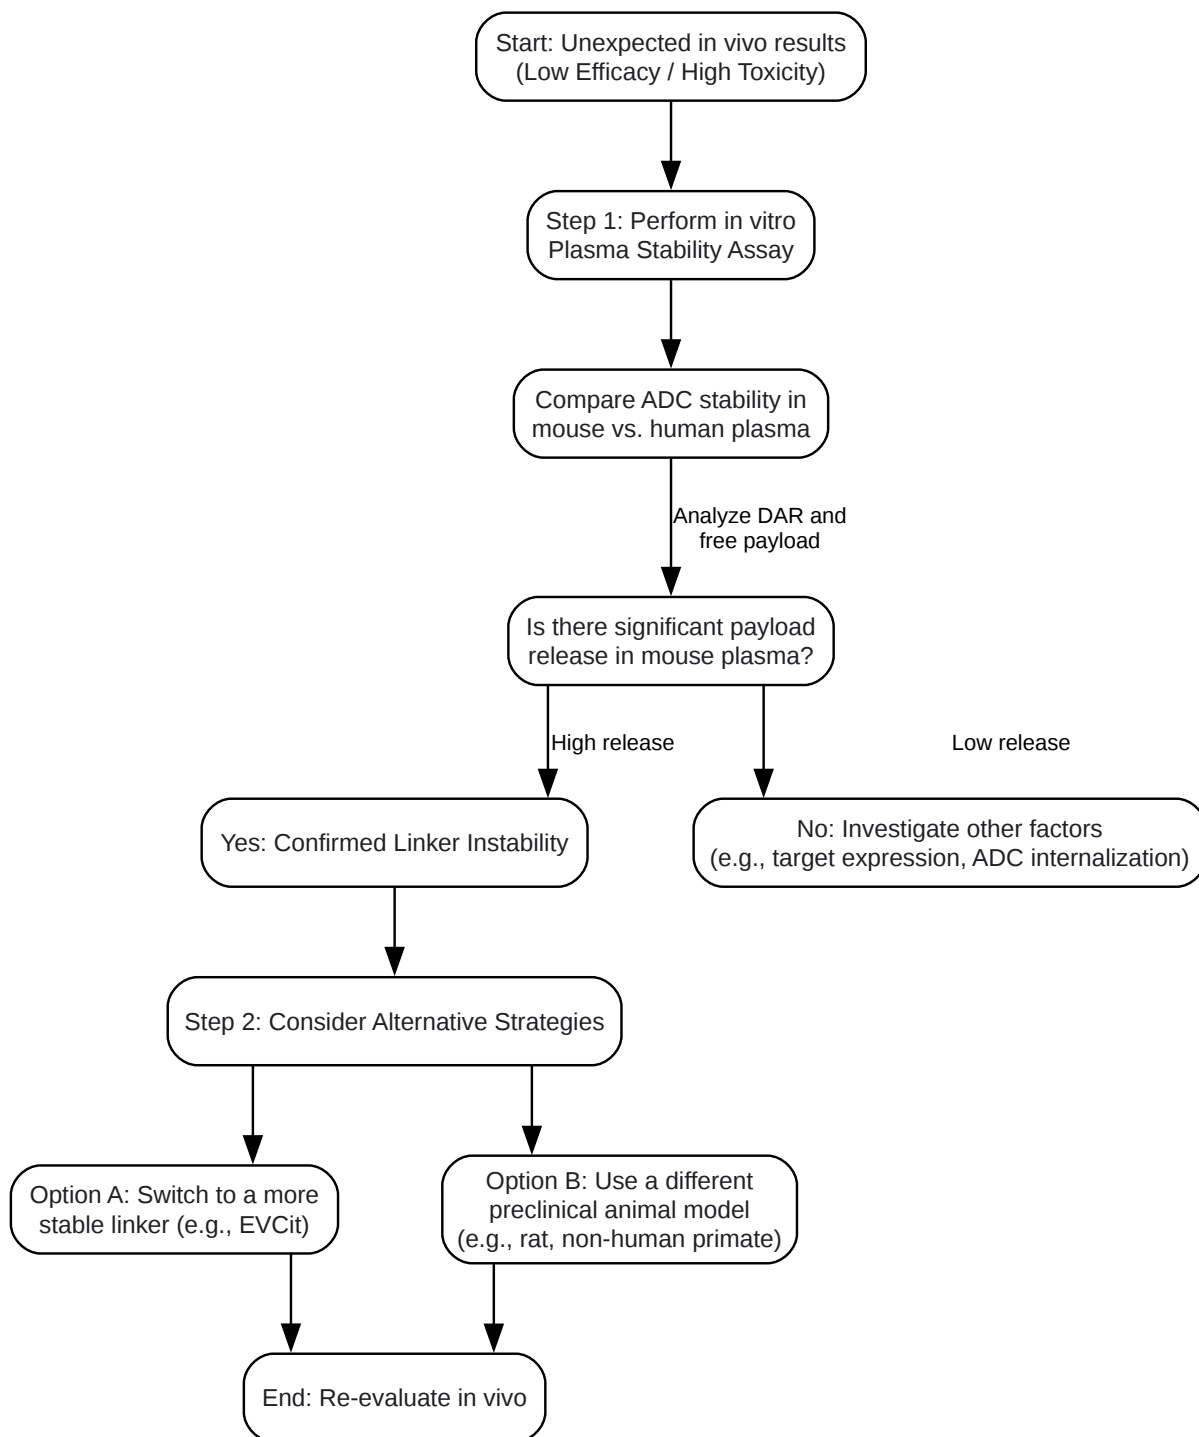 Start: Unexpected in vivo results
(Low Efficacy / High Toxicity)
Step 1: Perform in vitro
Plasma Stability Assay
Compare ADC stability in
mouse vs. human plasma
Analyze DAR and
free payload
Is there significant payload
release in mouse plasma?
High release
Low release
Yes: Confirmed Linker Instability
No: Investigate other factors
(e.g., target expression, ADC internalization)
Step 2: Consider Alternative Strategies
Option A: Switch to a more
stable linker (e.g., EVCit)
Option B: Use a different
preclinical animal model
(e.g., rat, non-human primate)
End: Re-evaluate in vivo